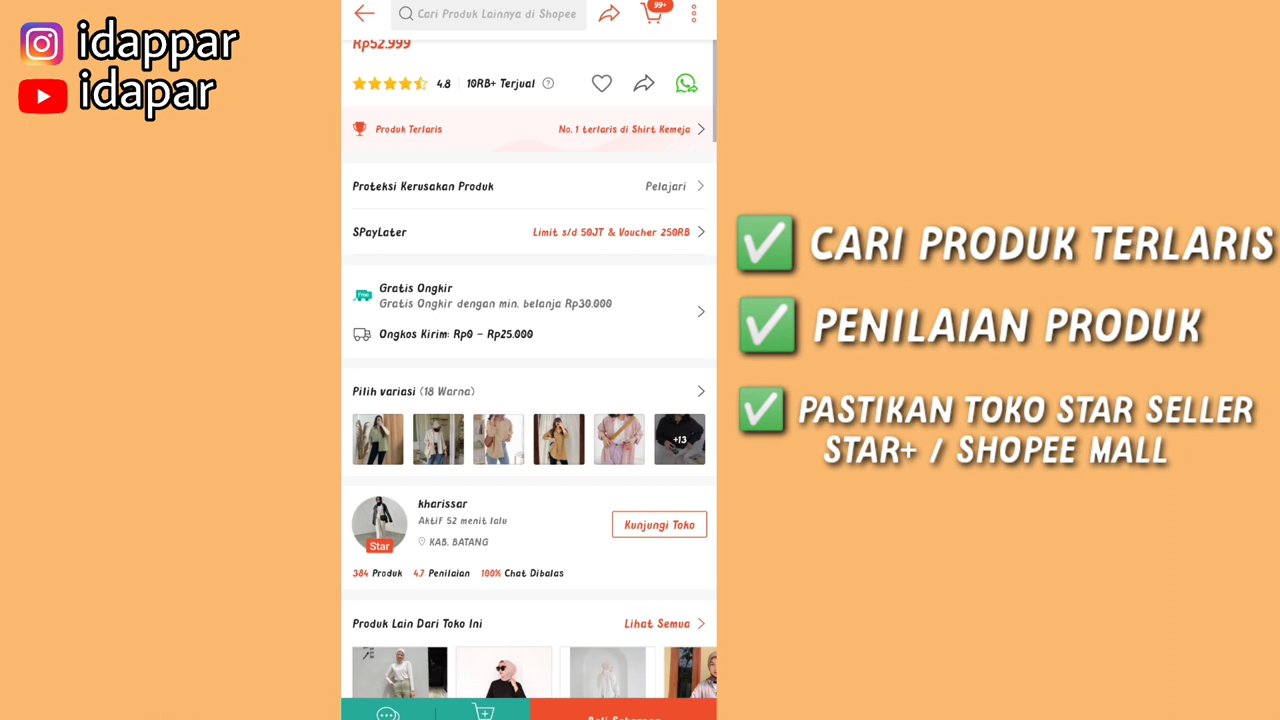 idappar
idapar
Cari Produk Lainnya di Shopee
99+
Rp52.999
4.8
10RB+ Terjual
?
Produk Terlaris
No. 1 terlaris di Shirt Kemeja
Proteksi Kerusakan Produk
Pelajari
SPayLater
Limit s/d 50JT & Voucher 250RB
Gratis Ongkir
Free
Gratis Ongkir dengan min. belanja Rp30.000
Ongkos Kirim: Rp0 - Rp25.000
Pilih variasi (18 Warna)
+13
kharissar
Aktif 52 menit lalu
KAB. BATANG
Star
Kunjungi Toko
384 Produk
4.7 Penilaian
100% Chat Dibalas
Produk Lain Dari Toko Ini
Lihat Semua
Beli Sekarang
CARI PRODUK TERLARIS
PENILAIAN PRODUK
PASTIKAN TOKO STAR SELLER
STAR+ / SHOPEE MALL